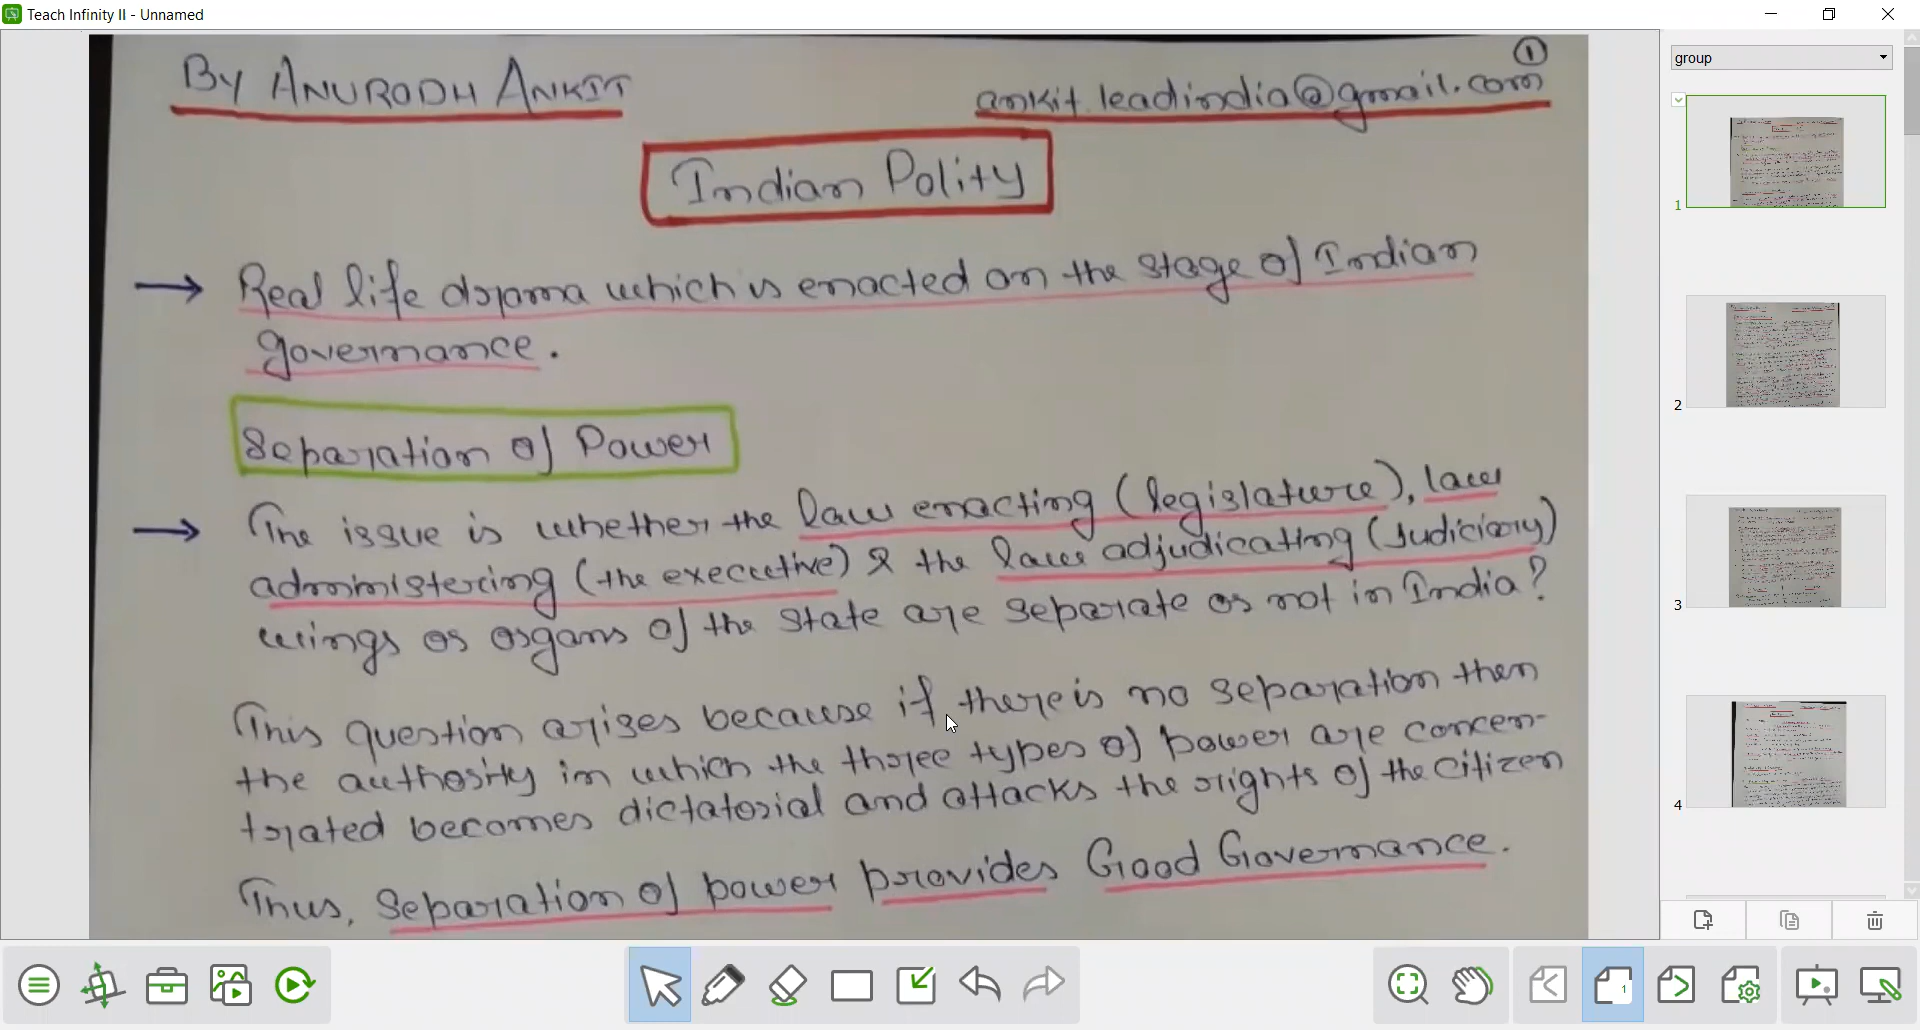 Teach Infinity II - Unnamed
group
①
By ANURODH ANKIT
ankit.leadindia@gmail.com
Indian Polity
→ Real life drama which is enacted on the stage of Indian
governance.
Separation of Power
→ The issue is whether the law enacting (legislature), law
administering (the executive) & the law adjudicating (Judiciary)
wings or organs of the state are separate or not in India?
This question arises because if there is no separation then
the authority in which the three types of power are concen-
trated becomes dictatorial and attacks the rights of the citizen
Thus, separation of power provides Good Governance.
1
2
3
4
1